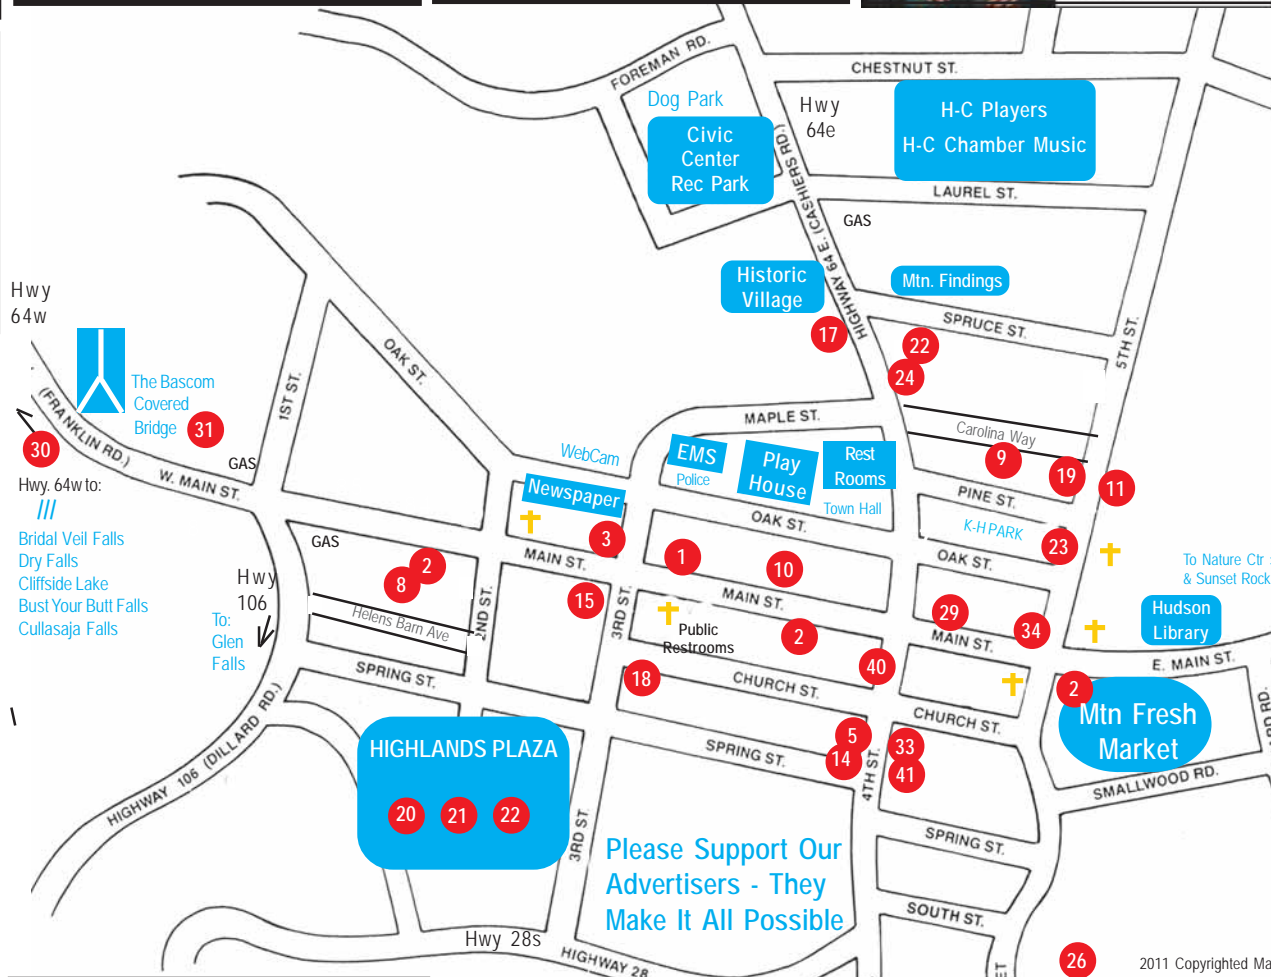 FOREMAN RD.
CHESTNUT ST.
Dog Park
Civic
Center
Rec Park
Hwy
64e
H-C Players
H-C Chamber Music
HIGHWAY 64 E. (CASHIERS RD.)
LAUREL ST.
GAS
Historic
Village
Mtn. Findings
SPRUCE ST.
5TH ST.
17
22
24
Hwy
64w
The Bascom
Covered
Bridge
31
30
(FRANKLIN RD.)
W. MAIN ST.
GAS
1ST ST.
OAK ST.
MAPLE ST.
Carolina Way
9
19
11
PINE ST.
WebCam
EMS
Police
Play
House
Rest
Rooms
Town Hall
Newspaper
3
OAK ST.
K-H PARK
23
OAK ST.
Hwy. 64w to:
Bridal Veil Falls
Dry Falls
Cliffside Lake
Bust Your Butt Falls
Cullasaja Falls
Hwy
106
To:
Glen
Falls
GAS
2
8
Helens Barn Ave
2ND ST.
MAIN ST.
15
3RD ST.
1
10
MAIN ST.
Public
Restrooms
2
29
34
MAIN ST.
To Nature Ctr
& Sunset Rock
Hudson
Library
E. MAIN ST.
SPRING ST.
18
CHURCH ST.
40
CHURCH ST.
2
Mtn Fresh
Market
SMALLWOOD RD.
HIGHWAY 106 (DILLARD RD.)
HIGHLANDS PLAZA
20
21
22
3RD ST.
SPRING ST.
5
14
4TH ST.
33
41
SPRING ST.
Please Support Our
Advertisers - They
Make It All Possible
SOUTH ST.
Hwy 28s
HIGHWAY 28
26
2011 Copyrighted Ma